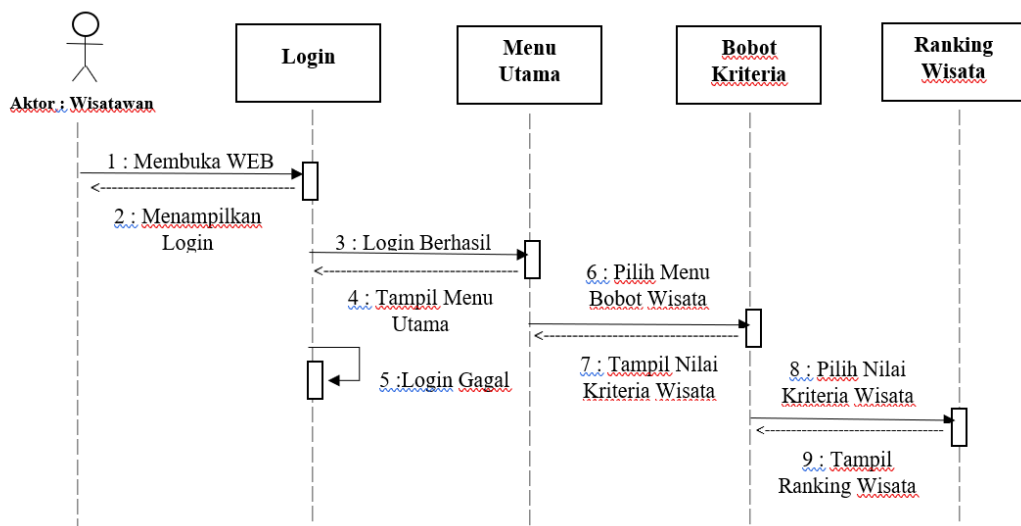 Aktor : Wisatawan
Login
Menu
Utama
Bobot
Kriteria
Ranking
Wisata
1 : Membuka WEB
2 : Menampilkan
Login
3 : Login Berhasil
4 : Tampil Menu
Utama
5 :Login Gagal
6 : Pilih Menu
Bobot Wisata
7 : Tampil Nilai
Kriteria Wisata
8 : Pilih Nilai
Kriteria Wisata
9 : Tampil
Ranking Wisata